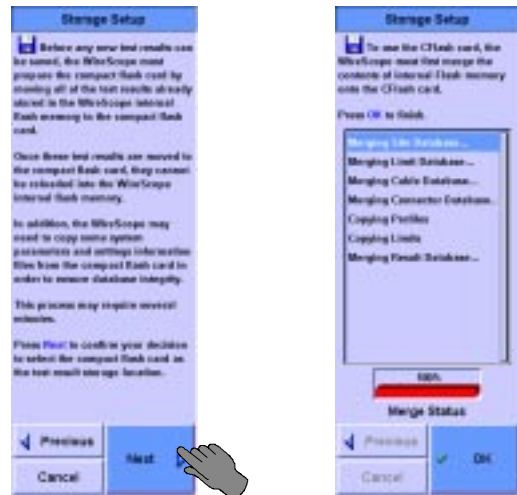 Storage Setup
Before any new test results can
be saved, the WireScope must
prepare the compact flash card by
moving all of the test results already
stored in the WireScope internal
flash memory to the compact flash
card.
Once these test results are moved to
the compact flash card, they cannot
be reloaded into the WireScope
internal flash memory.
In addition, the WireScope may
need to copy some system
parameters and settings information
files from the compact flash card in
order to ensure database integrity.
This process may require several
minutes.
Press Next to confirm your decision
to select the compact flash card as
the test result storage location.
Previous
Next
Cancel
Storage Setup
To use the CFlash card, the
WireScope must first merge the
contents of internal Flash memory
onto the CFlash card.
Press OK to finish.
Merging Site Database...
Merging Limit Database...
Merging Cable Database...
Merging Connector Database...
Copying Profiles
Copying Limits
Merging Result Database...
100%
Merge Status
Previous
OK
Cancel